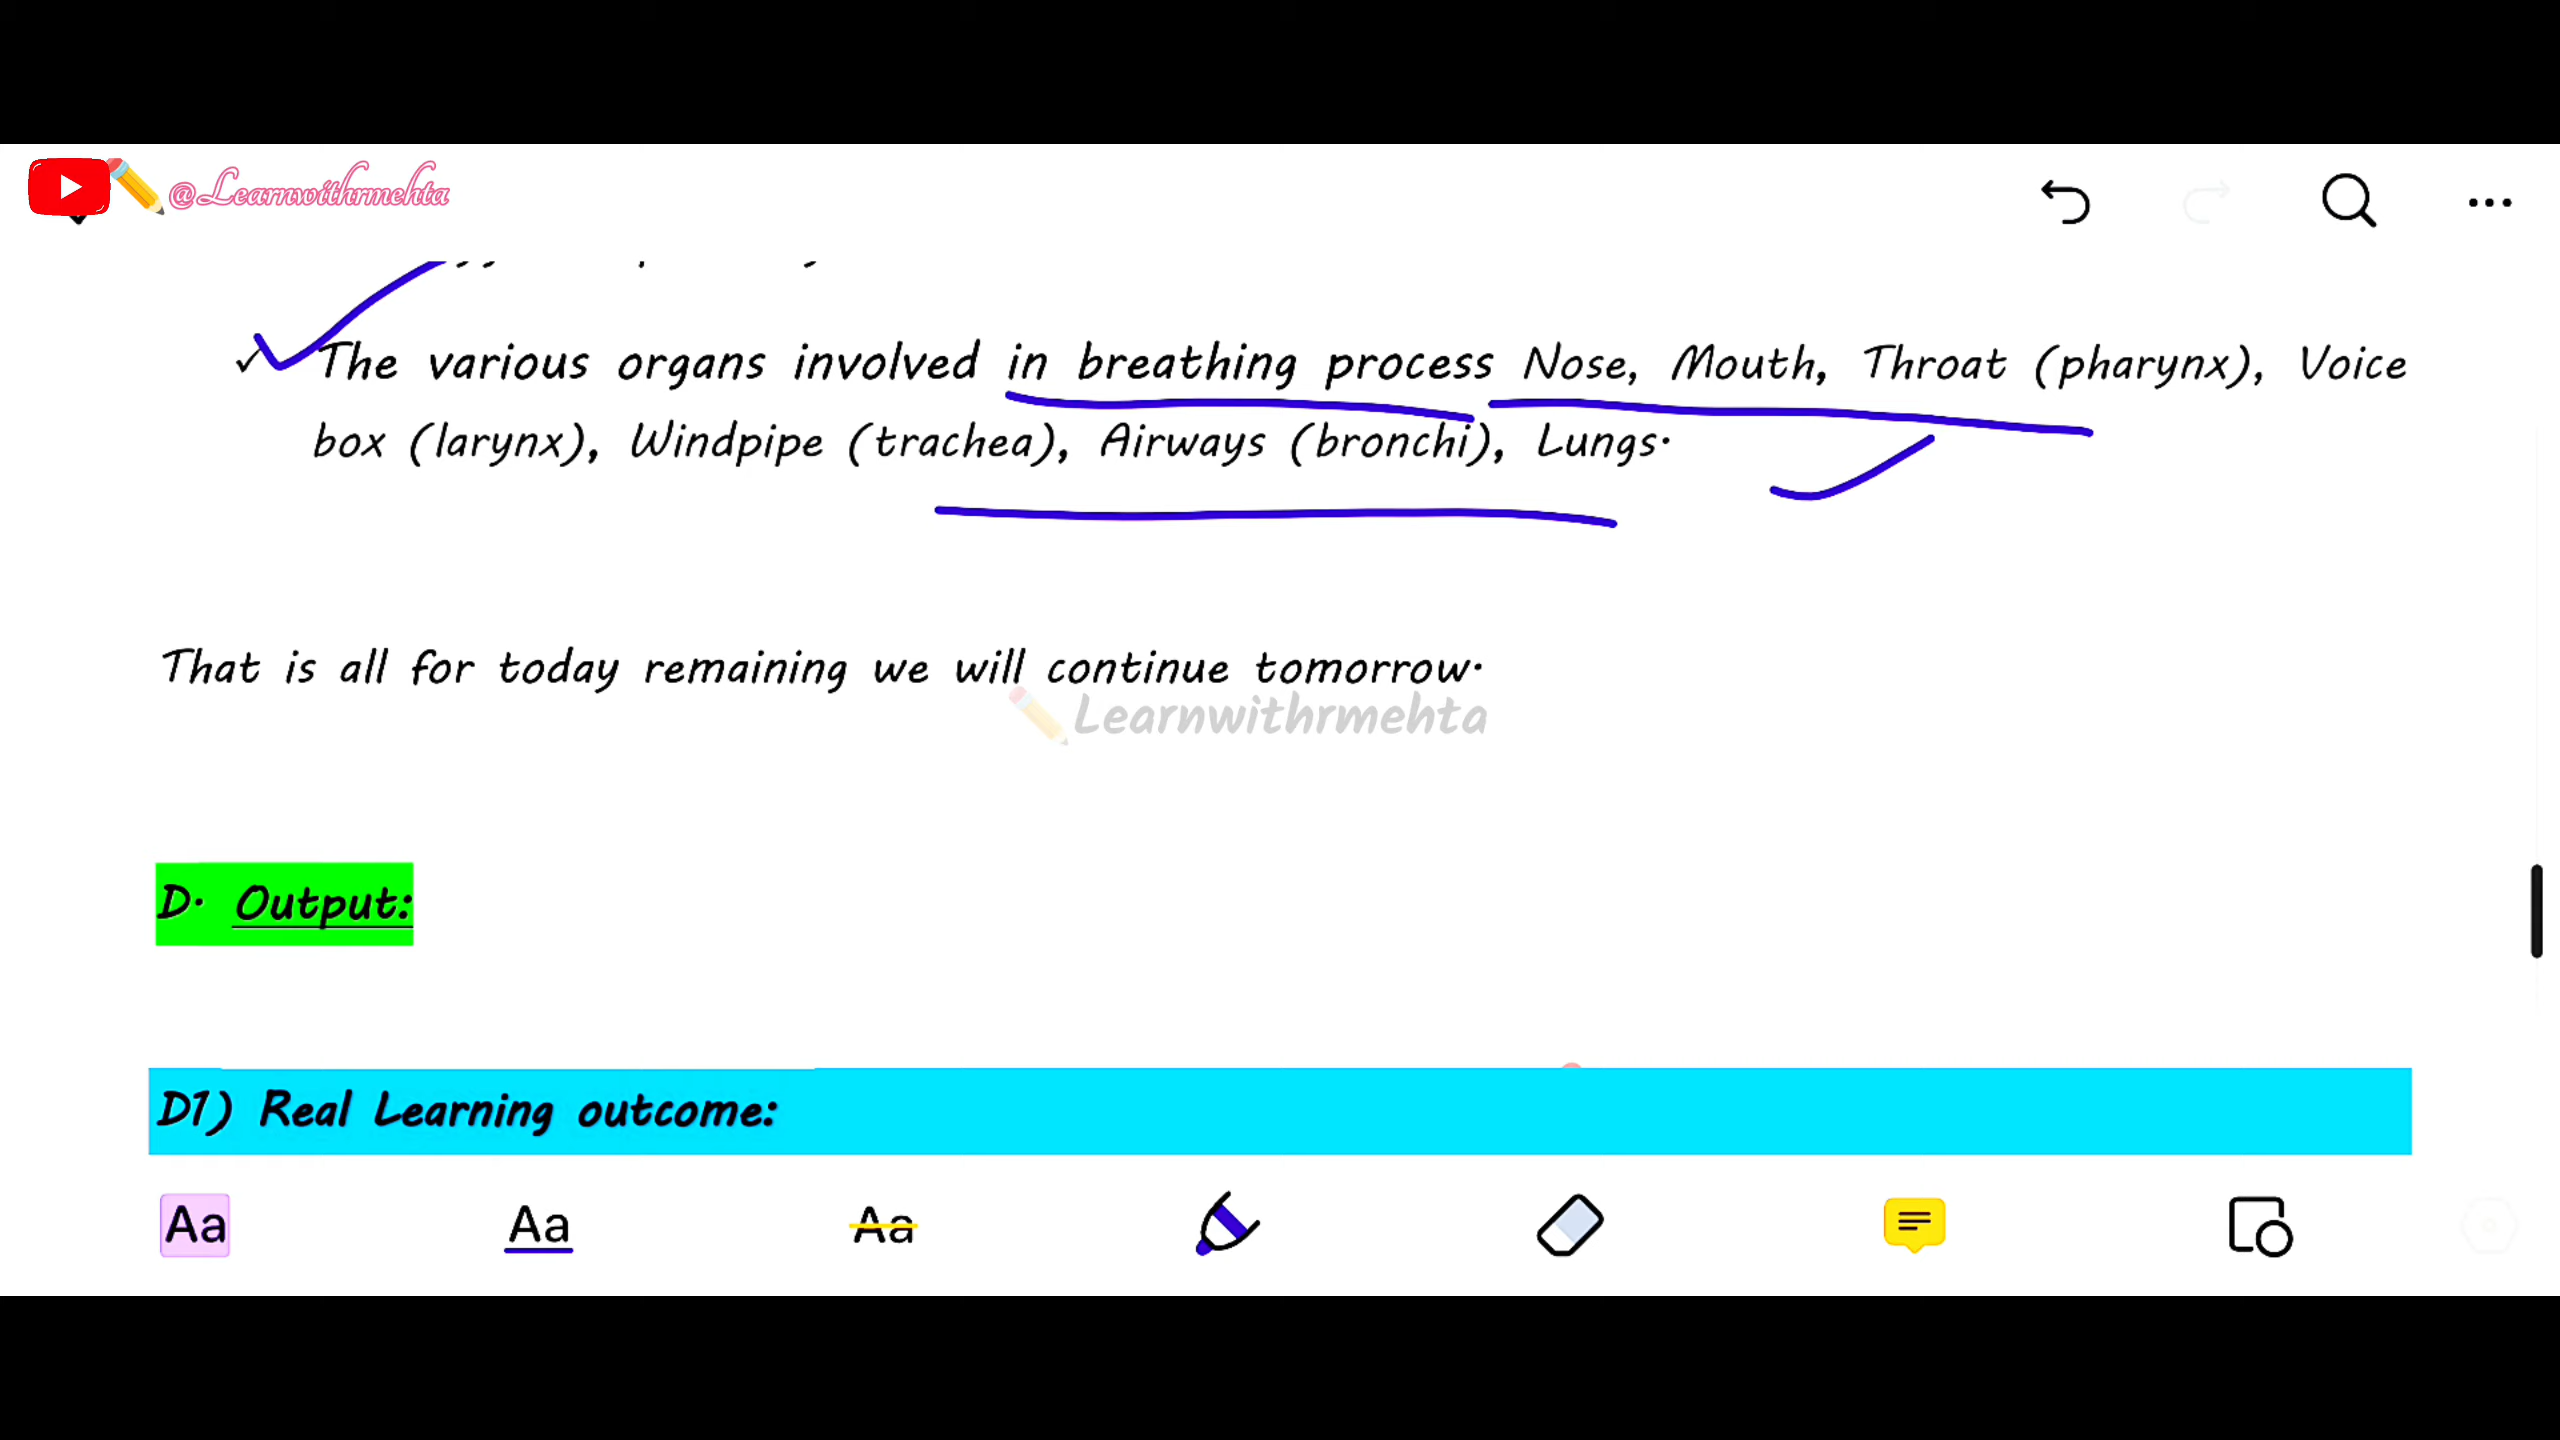 @Learnwithrmehta
✓ The various organs involved in breathing process Nose, Mouth, Throat (pharynx), Voice
box (larynx), Windpipe (trachea), Airways (bronchi), Lungs.
That is all for today remaining we will continue tomorrow.
Learnwithrmehta
D. Output:
D1) Real Learning outcome:
Aa Aa Aa